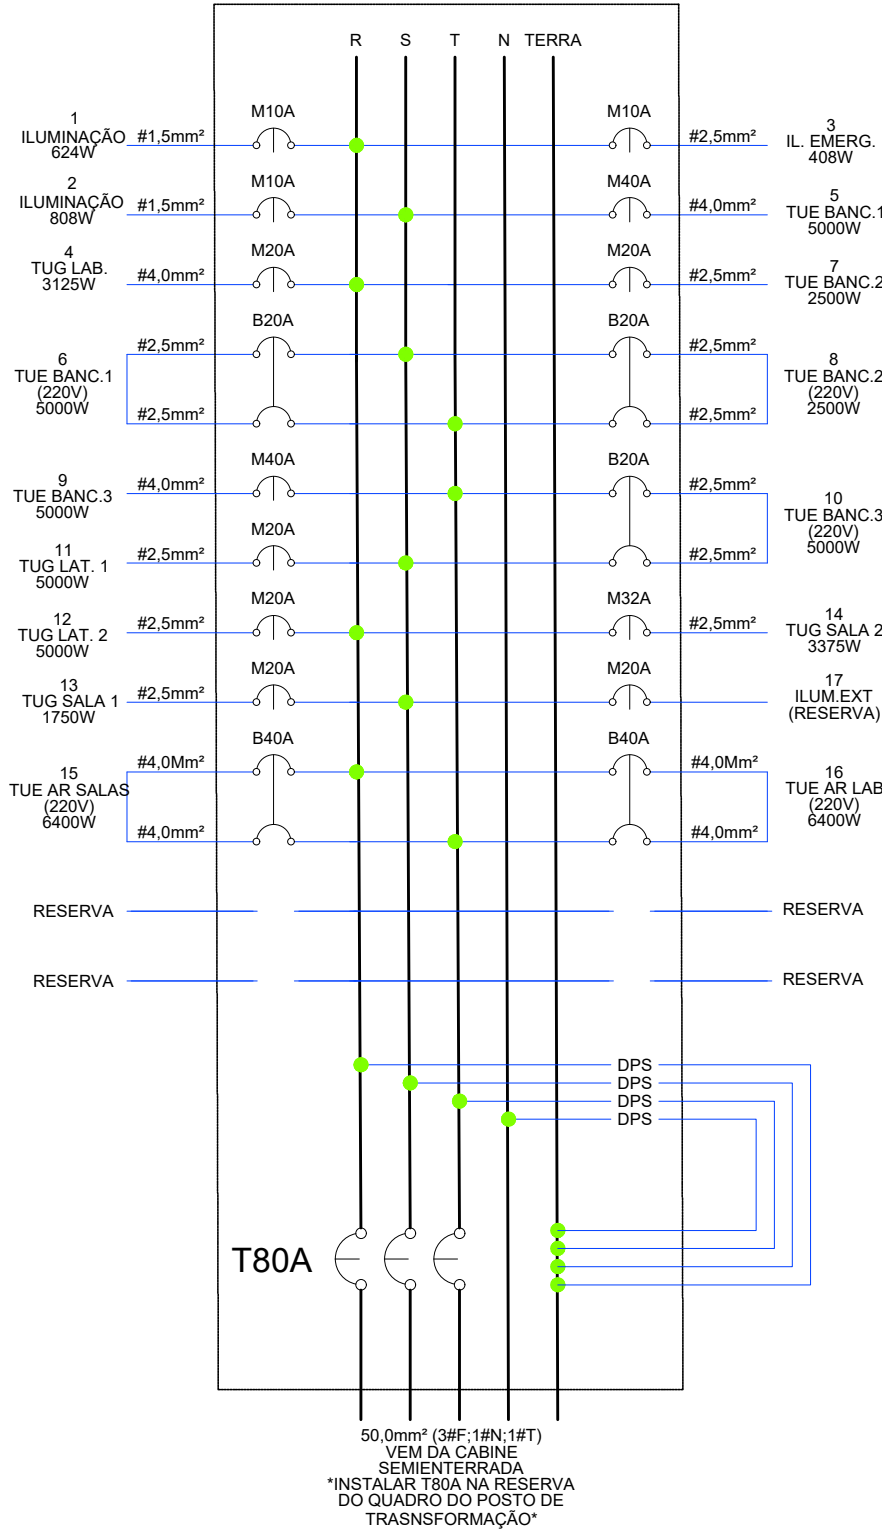 R S T N TERRA
1
ILUMINAÇÃO
624W
#1,5mm²
M10A
M10A
#2,5mm²
3
IL. EMERG.
408W
2
ILUMINAÇÃO
808W
#1,5mm²
M10A
M40A
#4,0mm²
5
TUE BANC.1
5000W
4
TUG LAB.
3125W
#4,0mm²
M20A
M20A
#2,5mm²
7
TUE BANC.2
2500W
6
TUE BANC.1
(220V)
5000W
#2,5mm²
#2,5mm²
B20A
B20A
#2,5mm²
#2,5mm²
8
TUE BANC.2
(220V)
2500W
9
TUE BANC.3
5000W
#4,0mm²
M40A
B20A
#2,5mm²
#2,5mm²
10
TUE BANC.3
(220V)
5000W
11
TUG LAT. 1
5000W
#2,5mm²
M20A
12
TUG LAT. 2
5000W
#2,5mm²
M20A
M32A
#2,5mm²
14
TUG SALA 2
3375W
13
TUG SALA 1
1750W
#2,5mm²
M20A
M20A
17
ILUM.EXT
(RESERVA)
15
TUE AR SALAS
(220V)
6400W
#4,0Mm²
#4,0mm²
B40A
B40A
#4,0Mm²
#4,0mm²
16
TUE AR LAB
(220V)
6400W
RESERVA
RESERVA
RESERVA
RESERVA
DPS
DPS
DPS
DPS
T80A
50,0mm² (3#F;1#N;1#T)
VEM DA CABINE
SEMIENTERRADA
*INSTALAR T80A NA RESERVA
DO QUADRO DO POSTO DE
TRASNSFORMAÇÃO*